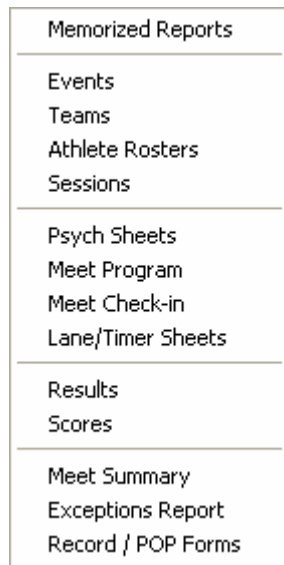 Memorized Reports
Events
Teams
Athlete Rosters
Sessions
Psych Sheets
Meet Program
Meet Check-in
Lane/Timer Sheets
Results
Scores
Meet Summary
Exceptions Report
Record / POP Forms